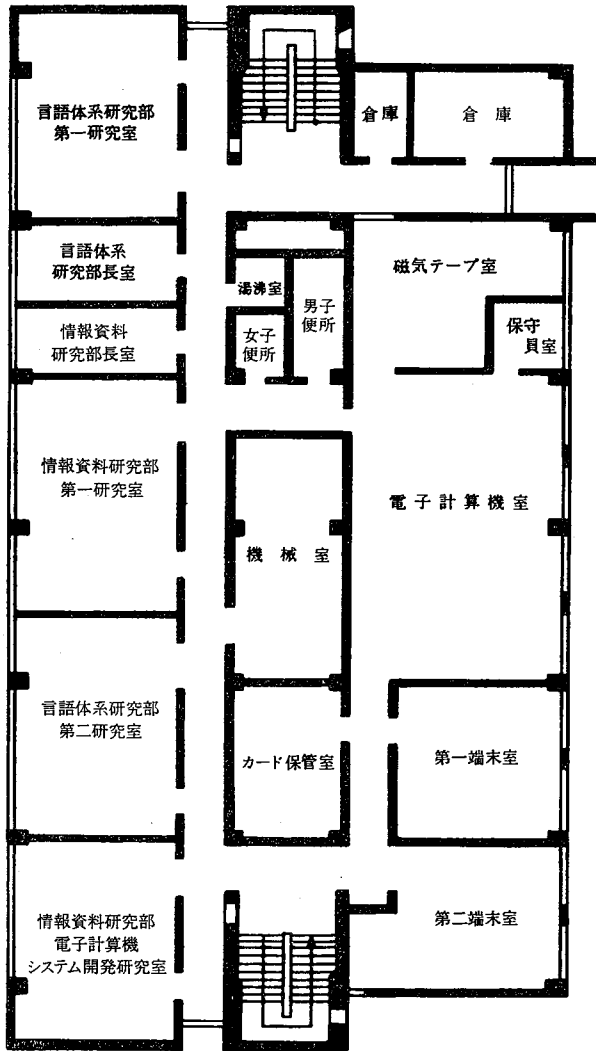 言語体系研究部
第一研究室
倉庫
倉庫
言語体系
研究部長室
湯沸室
男子
便所
磁気テープ室
情報資料
研究部長室
女子
便所
保守
員室
情報資料研究部
第一研究室
電子計算機室
機械室
言語体系研究部
第二研究室
カード保管室
第一端末室
情報資料研究部
電子計算機
システム開発研究室
第二端末室